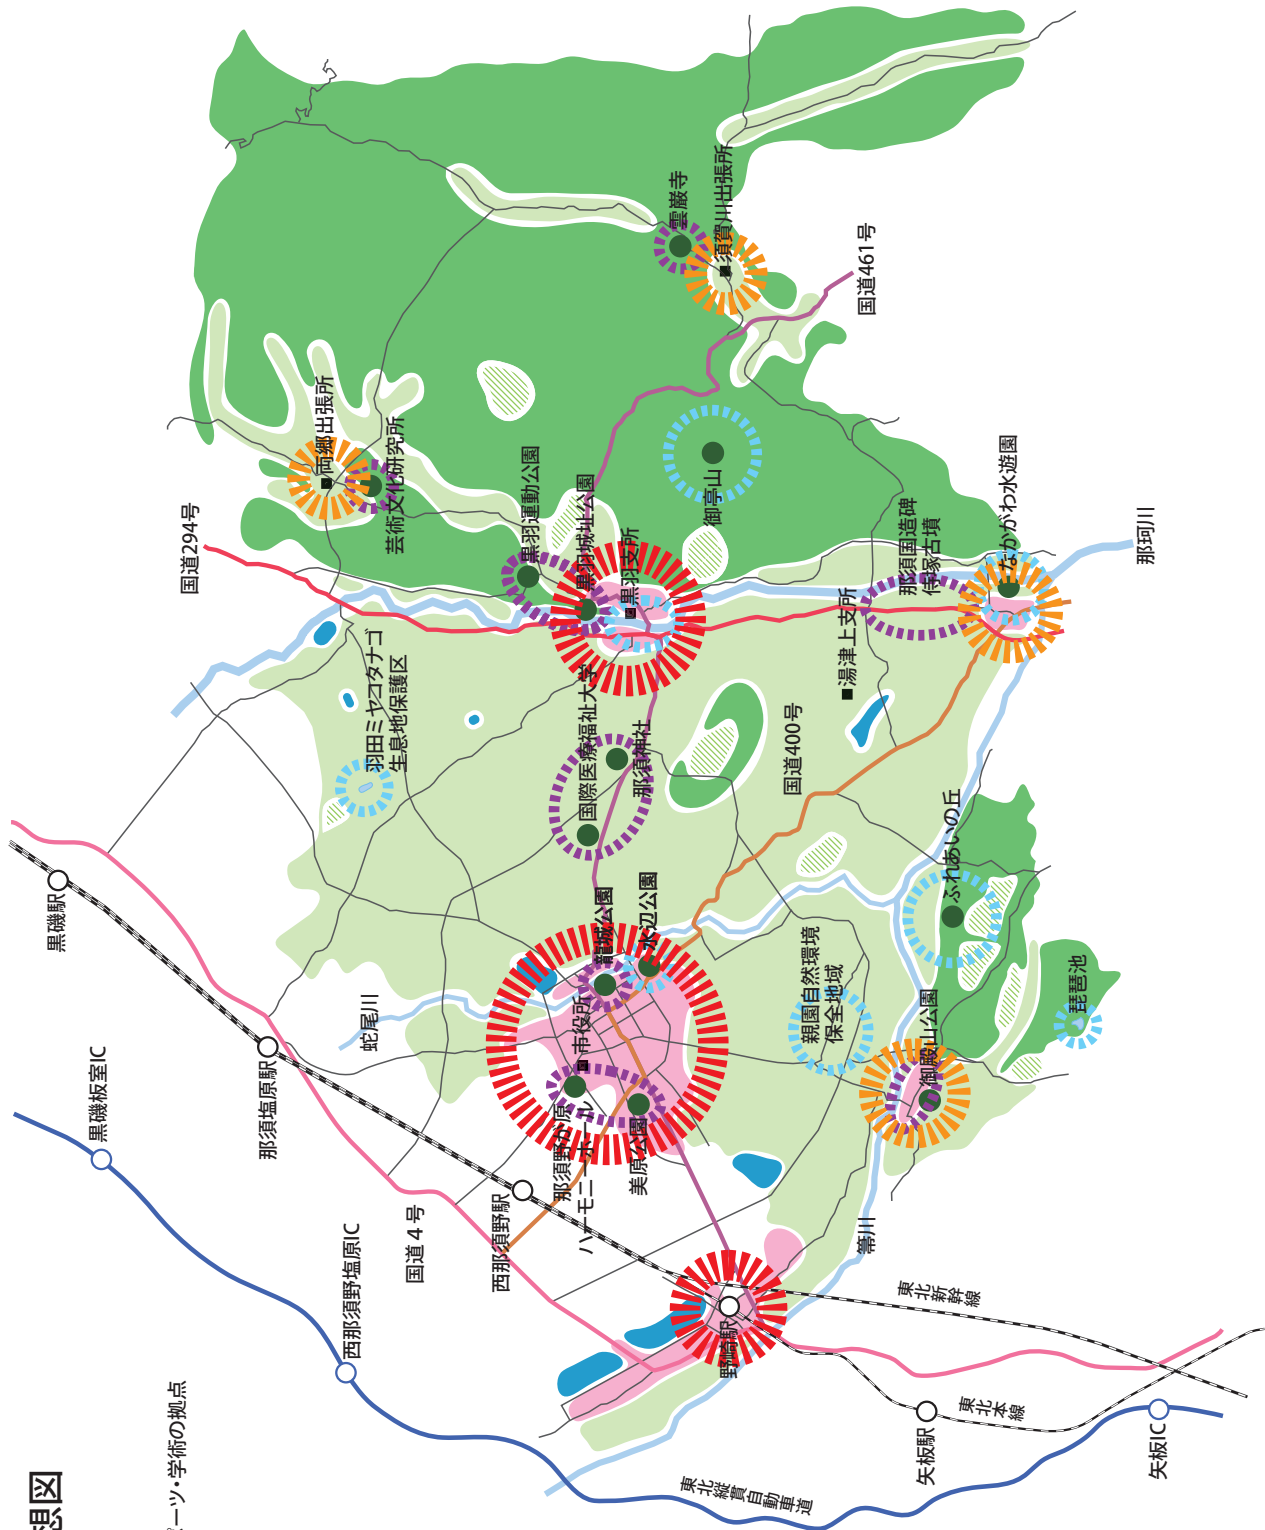 想図
ーツ・学術の拠点
黒磯板室IC
西那須野塩原IC
矢板IC
東北縦貫自動車道
国道４号
黒磯駅
那須塩原駅
西那須野駅
野崎駅
矢板駅
東北新幹線
東北本線
国道294号
国道461号
国道400号
蛇尾川
箒川
那珂川
両郷出張所
芸術文化研究所
雲巌寺
須賀川出張所
黒羽運動公園
黒羽城址公園
黒羽支所
御亭山
那須国造碑
侍塚古墳
なかがわ水遊園
湯津上支所
羽田ミヤコタナゴ
生息地保護区
国際医療福祉大学
那須神社
龍城公園
水辺公園
市役所
那須野が原
ハーモニーホール
美原公園
親園自然環境
保全地域
ふれあいの丘
御殿山公園
琵琶池